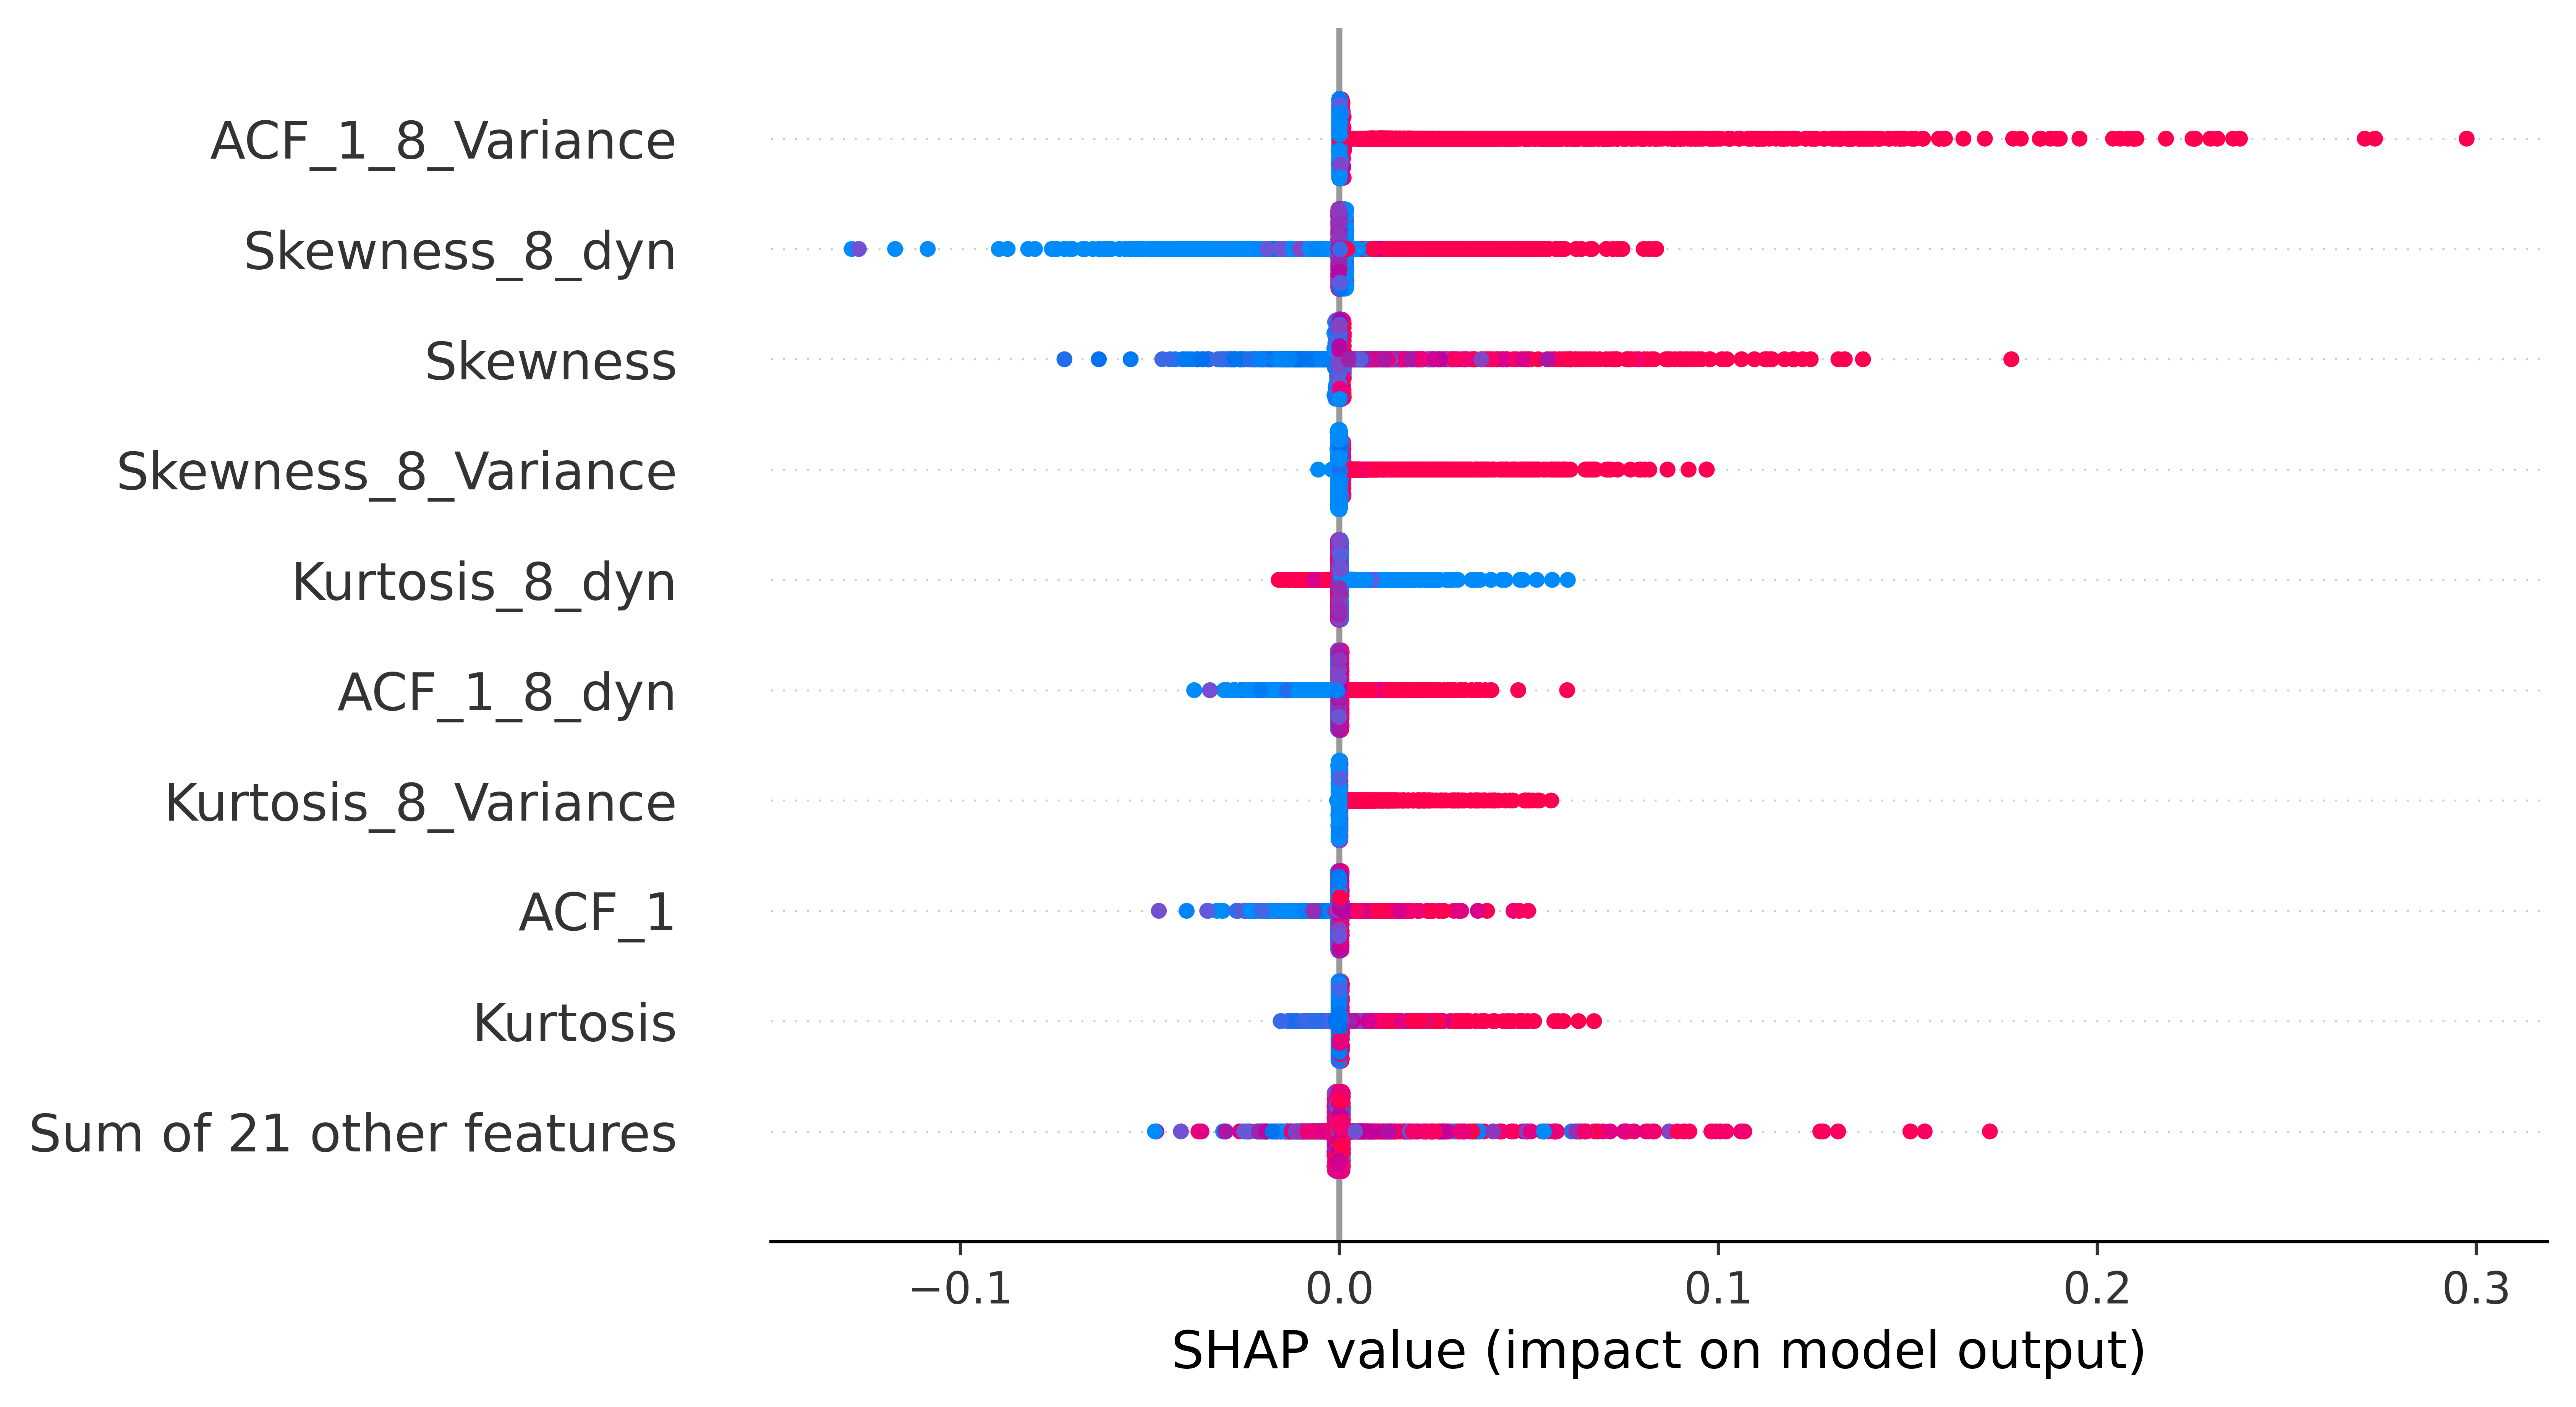 ACF_1_8_Variance
Skewness_8_dyn
Skewness
Skewness_8_Variance
Kurtosis_8_dyn
ACF_1_8_dyn
Kurtosis_8_Variance
ACF_1
Kurtosis
Sum of 21 other features
−0.1 0.0 0.1 0.2 0.3
SHAP value (impact on model output)